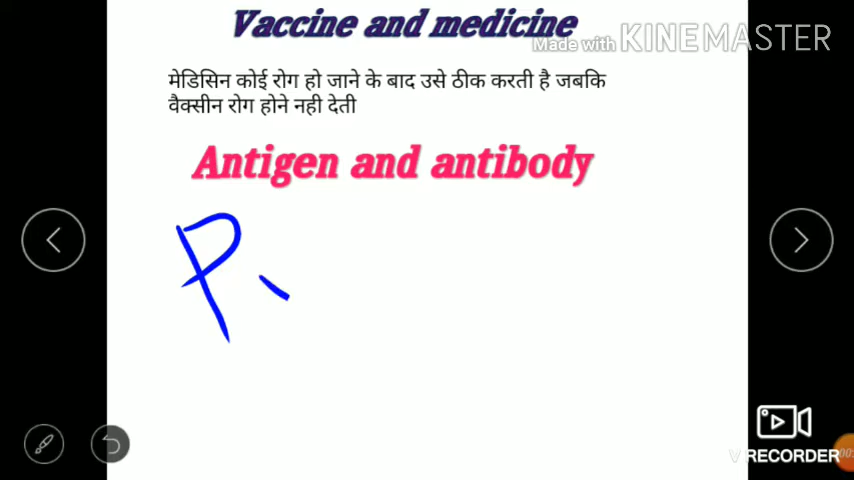 Vaccine and medicine
Made with KINEMASTER
मेडिसिन कोई रोग हो जाने के बाद उसे ठीक करती है जबकि
वैक्सीन रोग होने नही देती
Antigen and antibody
P
VRECORDER